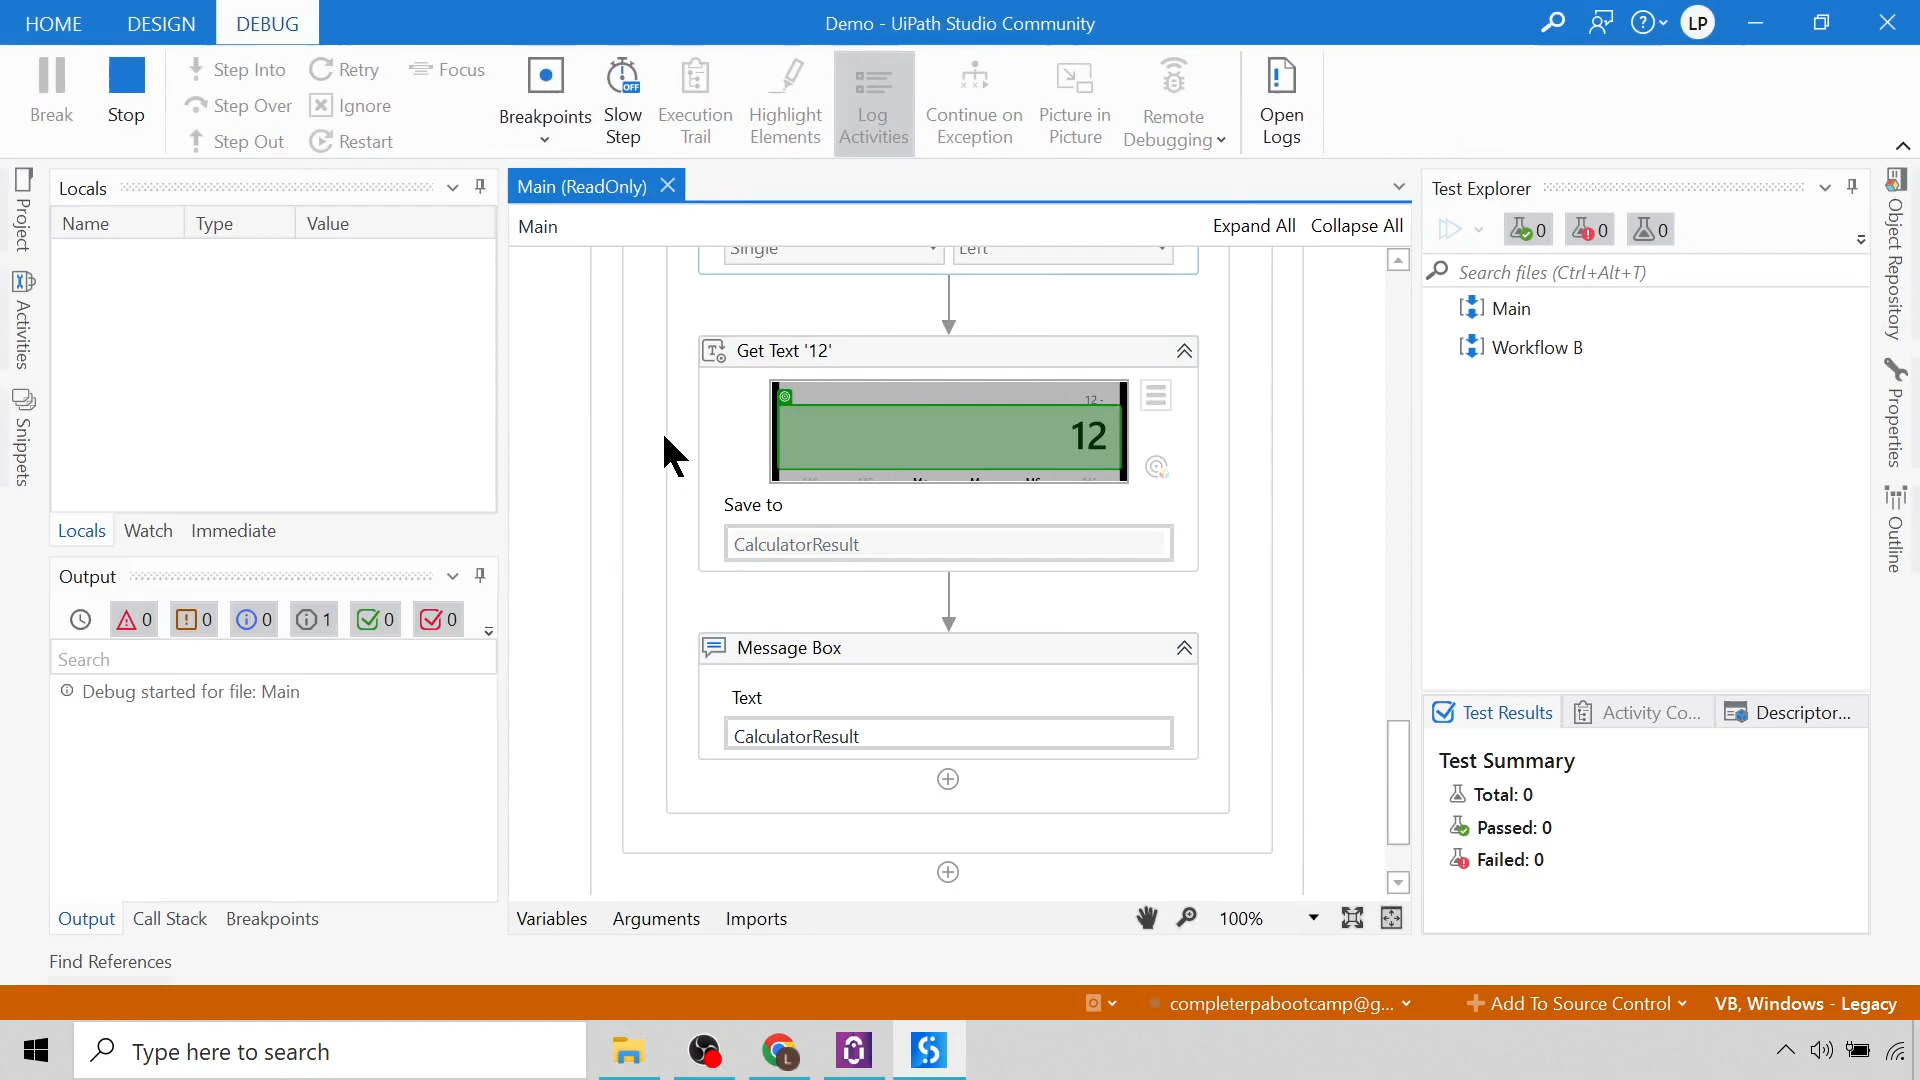 HOME DESIGN DEBUG Demo - UiPath Studio Community LP
Break
Stop
Step Into
Step Over
Step Out
Retry
Ignore
Restart
Focus
Breakpoints
Slow
Step
OFF
Execution
Trail
Highlight
Elements
Log
Activities
Continue on
Exception
Picture in
Picture
Remote
Debugging
Open
Logs
Project
Activities
Snippets
Locals
Name Type Value
Locals Watch Immediate
Output
0 0 0 1 0 0
Search
Debug started for file: Main
Output Call Stack Breakpoints
Find References
Main (ReadOnly)
Main Expand All Collapse All
Single Left
Get Text '12'
12 -
12
Save to
CalculatorResult
Message Box
Text
CalculatorResult
Variables Arguments Imports 100%
Test Explorer
0 0 0
Search files (Ctrl+Alt+T)
Main
Workflow B
Test Results Activity Co... Descriptor...
Test Summary
Total: 0
Passed: 0
Failed: 0
Object Repository
Properties
Outline
completerpabootcamp@g... Add To Source Control VB, Windows - Legacy
Type here to search
L